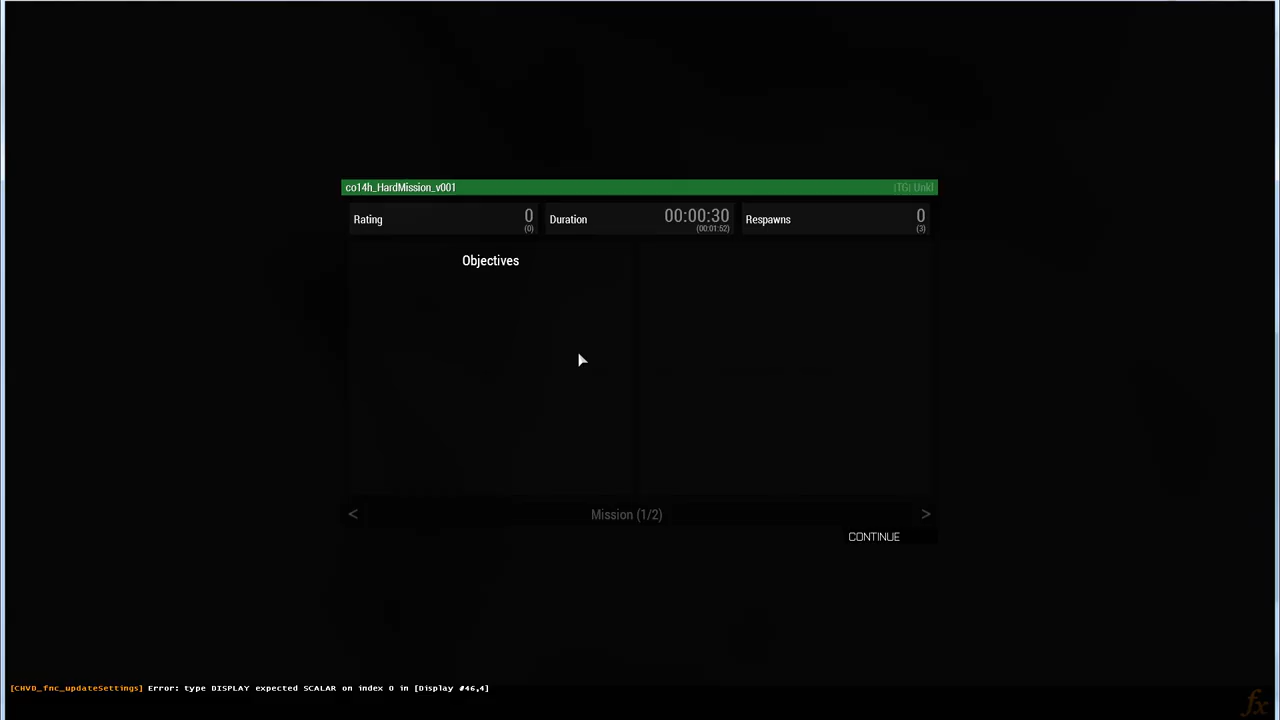 co14h_HardMission_v001
|TG| Unk|
Rating 0
(0)
Duration 00:00:30
(00:01:52)
Respawns 0
(3)
Objectives
< Mission (1/2) >
CONTINUE
[CHVD_fnc_updateSettings] Error: type DISPLAY expected SCALAR on index 0 in [Display #46,4]
fx